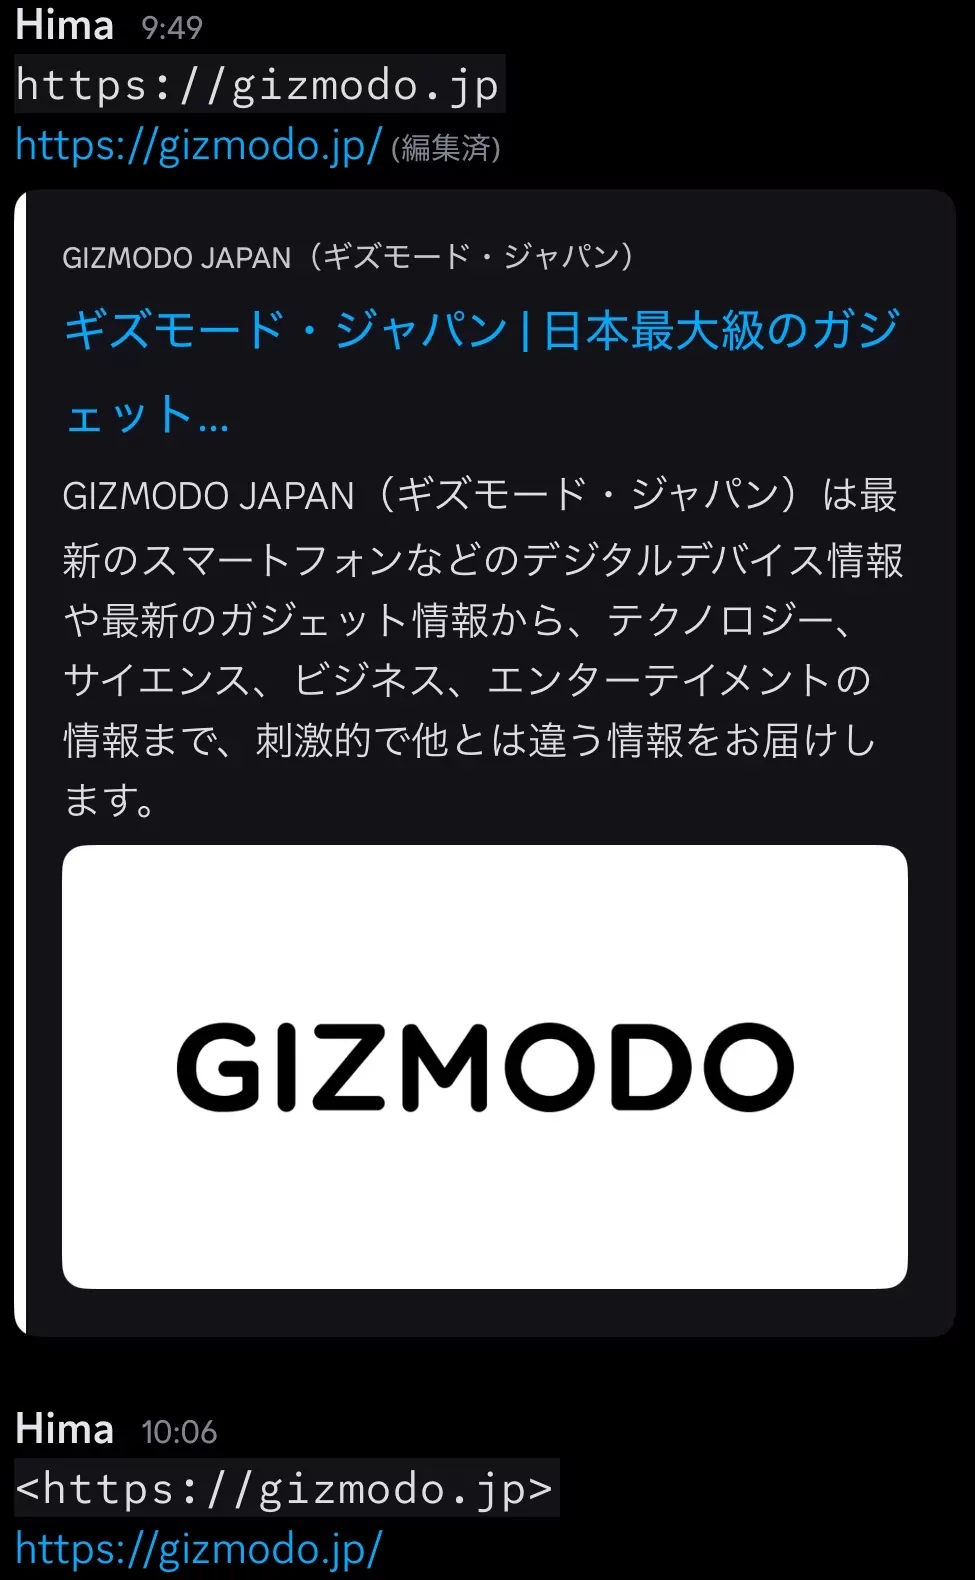 Hima 9:49
https://gizmodo.jp
https://gizmodo.jp/ (編集済)
GIZMODO JAPAN（ギズモード・ジャパン）
ギズモード・ジャパン | 日本最大級のガジ
ェット...
GIZMODO JAPAN（ギズモード・ジャパン）は最
新のスマートフォンなどのデジタルデバイス情報
や最新のガジェット情報から、テクノロジー、
サイエンス、ビジネス、エンターテイメントの
情報まで、刺激的で他とは違う情報をお届けし
ます。
GIZMODO
Hima 10:06
<https://gizmodo.jp>
https://gizmodo.jp/